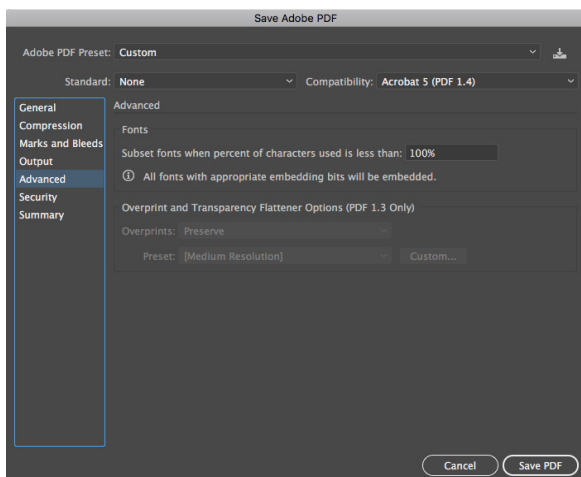 Save Adobe PDF
Adobe PDF Preset: Custom
Standard: None Compatibility: Acrobat 5 (PDF 1.4)
General
Compression
Marks and Bleeds
Output
Advanced
Security
Summary
Advanced
Fonts
Subset fonts when percent of characters used is less than: 100%
All fonts with appropriate embedding bits will be embedded.
Overprint and Transparency Flattener Options (PDF 1.3 Only)
Overprints: Preserve
Preset: [Medium Resolution] Custom...
Cancel Save PDF